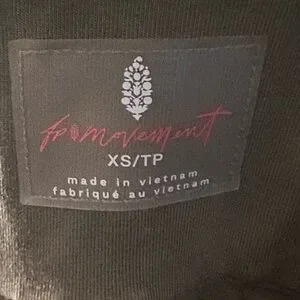 fp movement
XS/TP
made in vietnam
fabriqué au vietnam